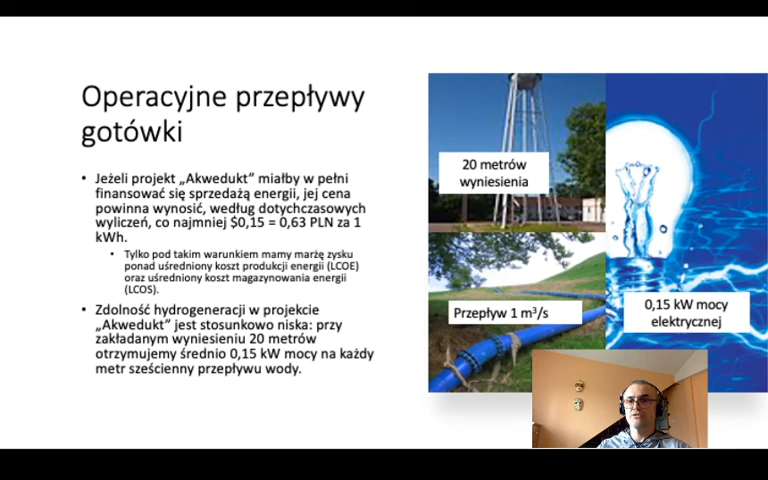 Operacyjne przepływy
gotówki
• Jeżeli projekt „Akwedukt” miałby w pełni
finansować się sprzedażą energii, jej cena
powinna wynosić, według dotychczasowych
wyliczeń, co najmniej $0,15 = 0,63 PLN za 1
kWh.
• Tylko pod takim warunkiem mamy marżę zysku
ponad uśredniony koszt produkcji energii (LCOE)
oraz uśredniony koszt magazynowania energii
(LCOS).
• Zdolność hydrogeneracji w projekcie
„Akwedukt” jest stosunkowo niska: przy
zakładanym wyniesieniu 20 metrów
otrzymujemy średnio 0,15 kW mocy na każdy
metr sześcienny przepływu wody.
20 metrów
wyniesienia
Przepływ 1 m³/s
0,15 kW mocy
elektrycznej